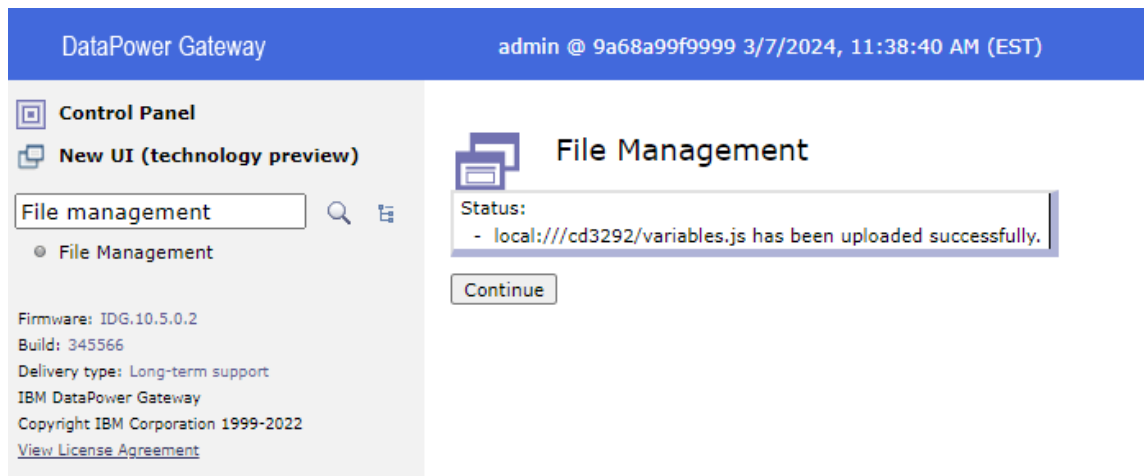 DataPower Gateway
admin @ 9a68a99f9999 3/7/2024, 11:38:40 AM (EST)
Control Panel
New UI (technology preview)
File management
File Management
Firmware: IDG.10.5.0.2
Build: 345566
Delivery type: Long-term support
IBM DataPower Gateway
Copyright IBM Corporation 1999-2022
View License Agreement
File Management
Status:
- local:///cd3292/variables.js has been uploaded successfully.
Continue